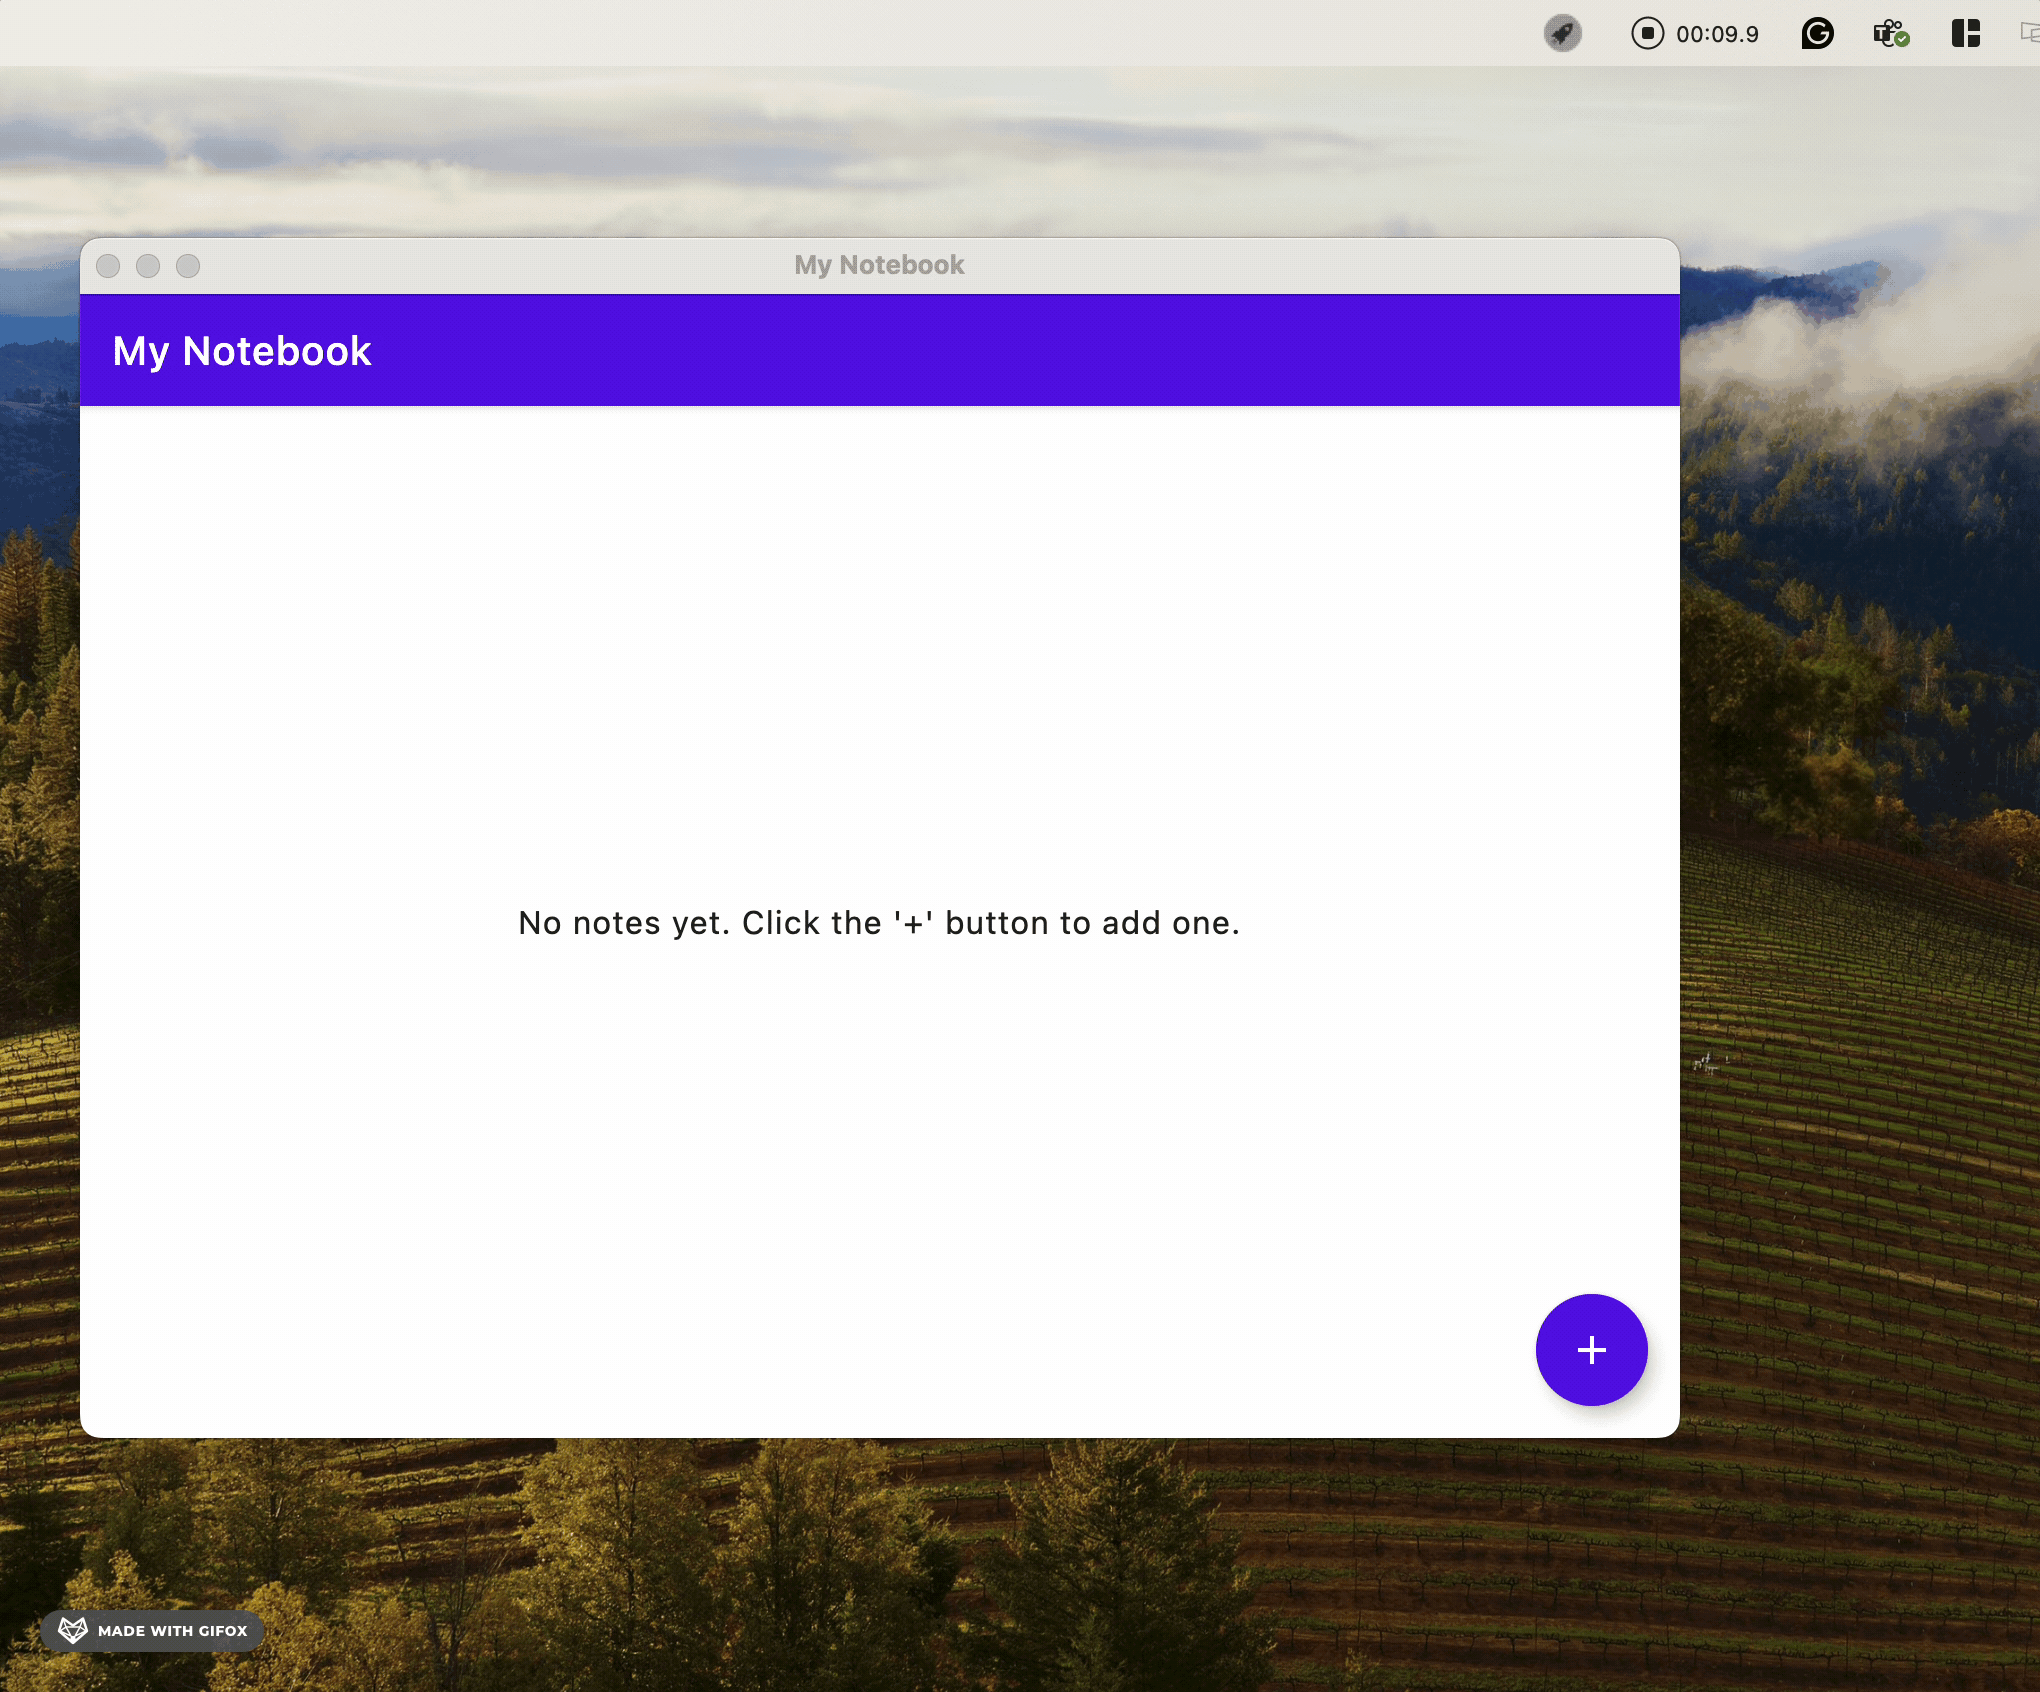 00:09.9
My Notebook
My Notebook
No notes yet. Click the '+' button to add one.
+
MADE WITH GIFOX